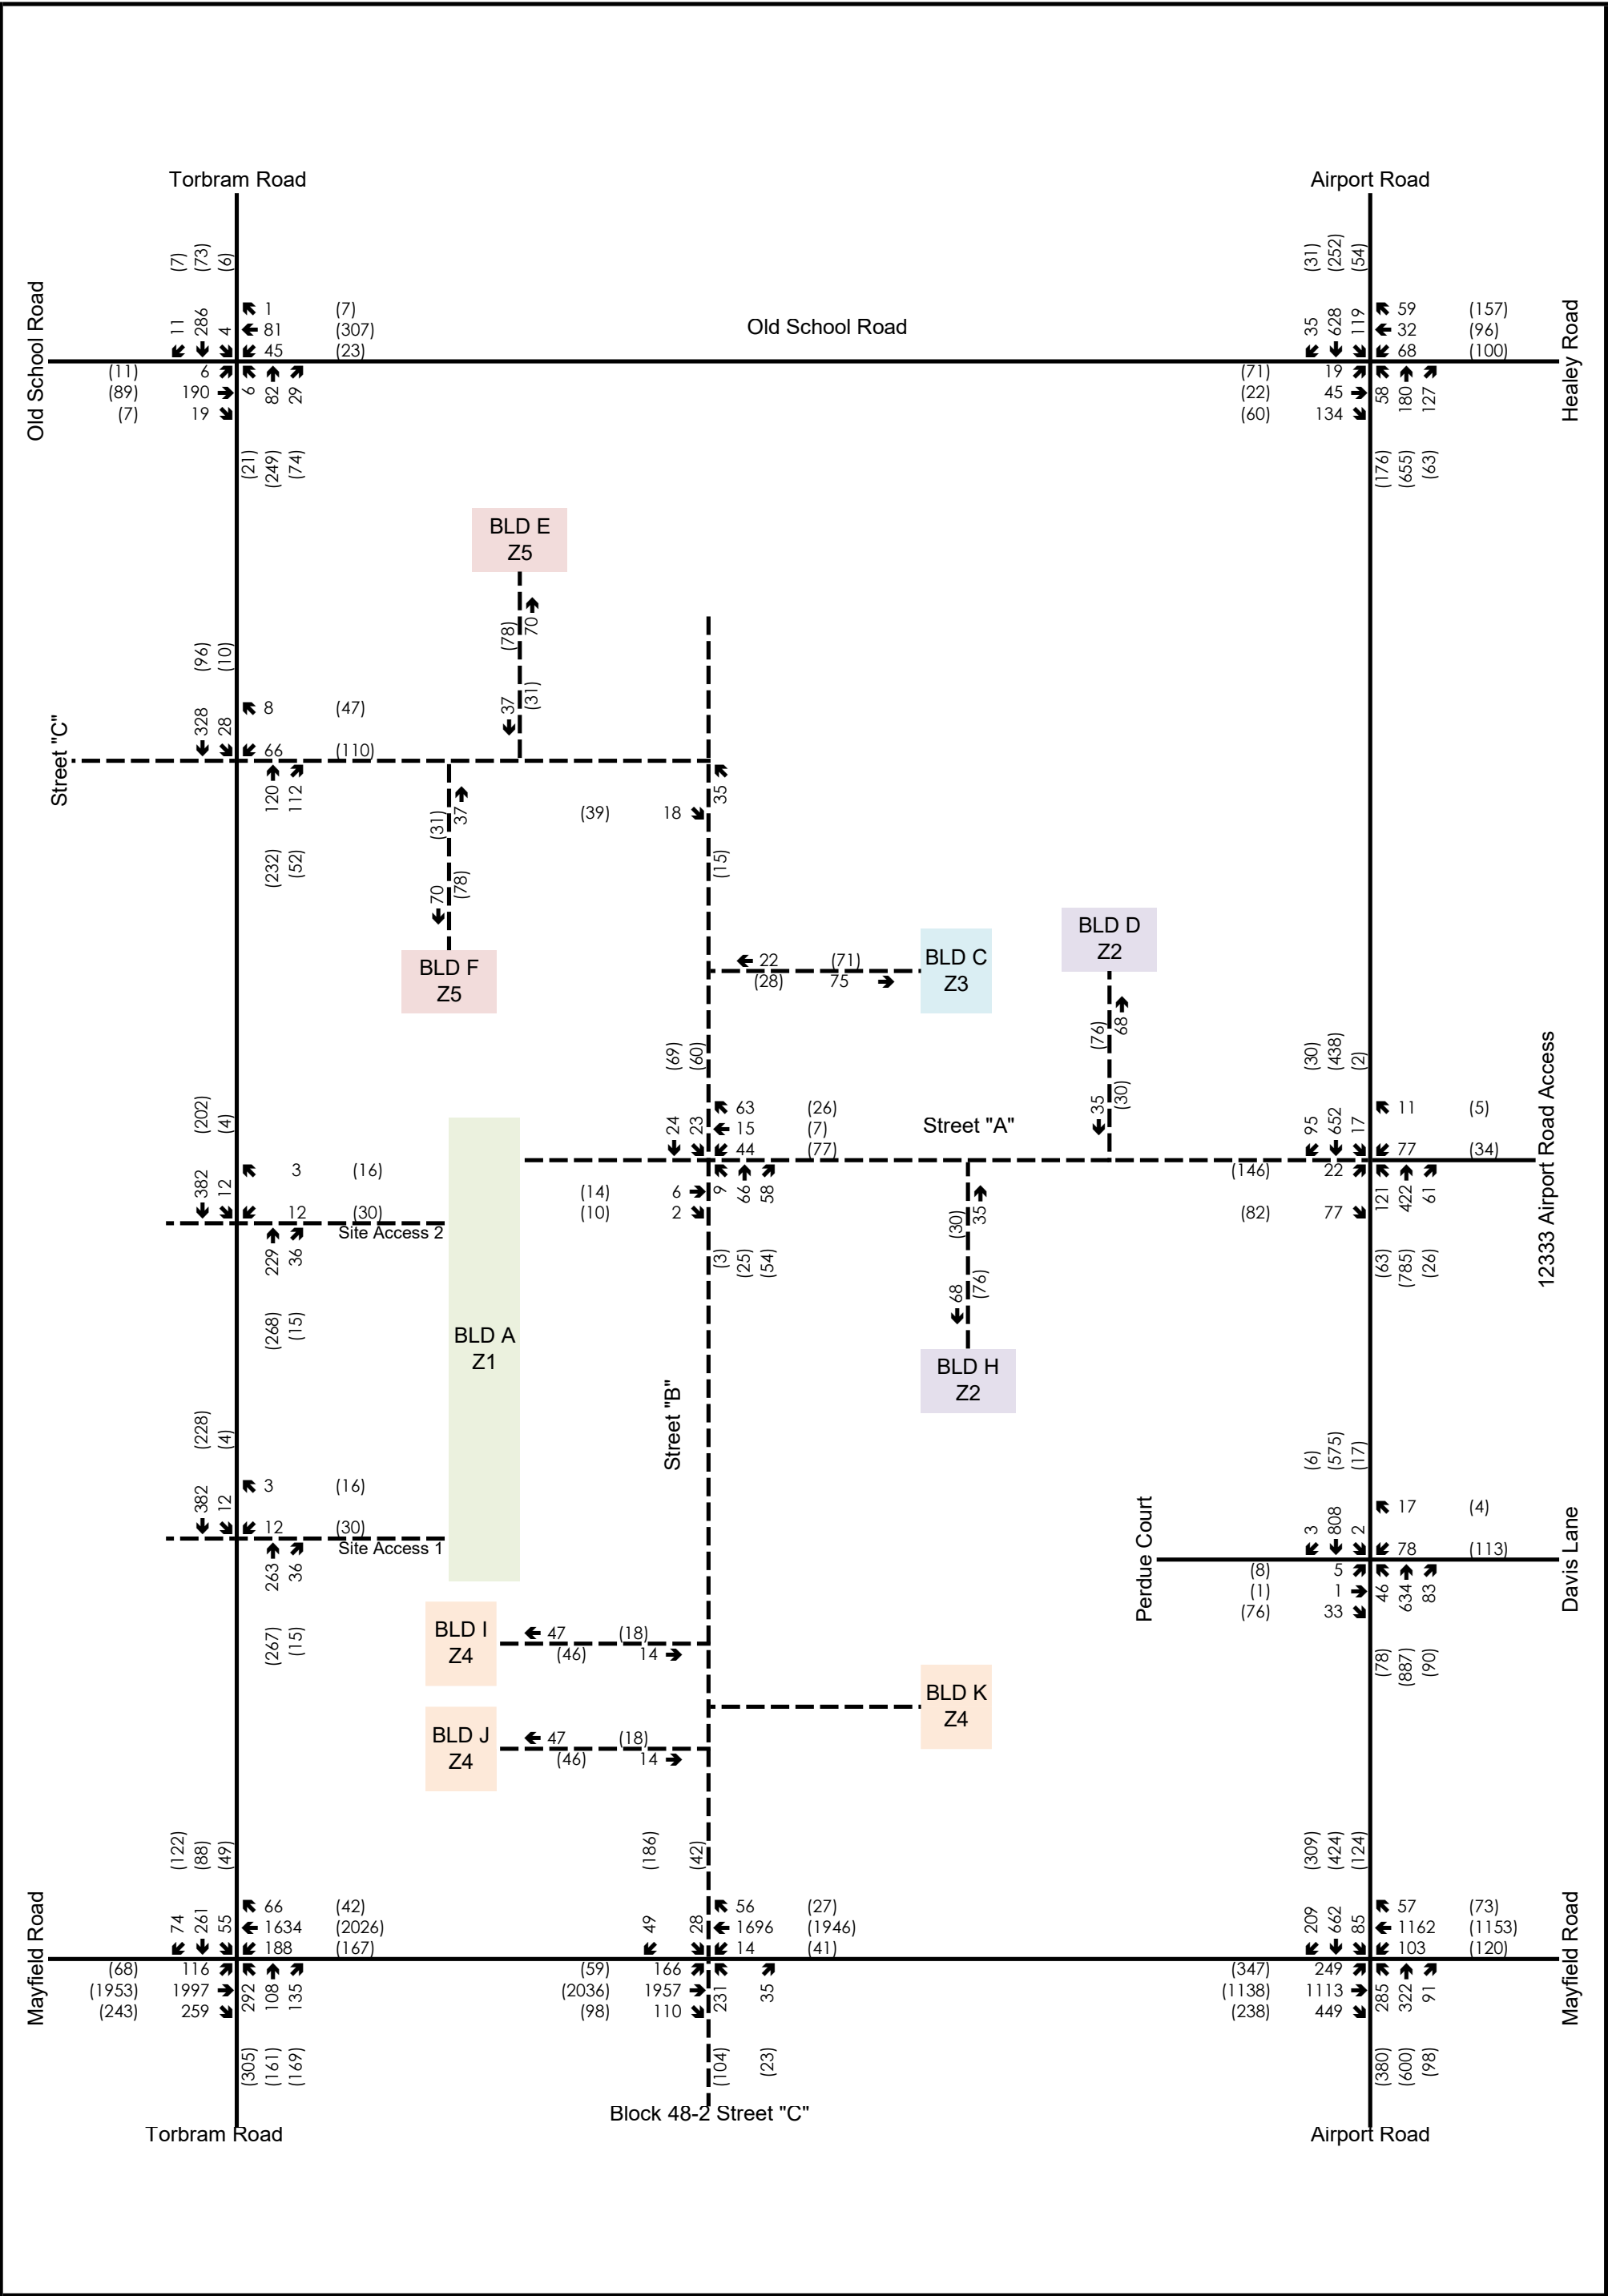 Torbram Road
Airport Road
(7) (73) (6)
(31) (252) (54)
Old School Road
11 286 4
1 (7)
81 (307)
45 (23)
Old School Road
35 628 119
59 (157)
32 (96)
68 (100)
Healey Road
(11) 6
(89) 190
(7) 19
6 82 29
(71) 19
(22) 45
(60) 134
58 180 127
(21) (249) (74)
(176) (655) (63)
BLD E
Z5
(78) 70
37 (31)
(96) (10)
Street "C"
328 28
8 (47)
66 (110)
120 112
(232) (52)
(31) 37
70 (78)
BLD F
Z5
(39) 18
35
(15)
22 (71)
(28) 75
BLD C
Z3
BLD D
Z2
(76) 68
35 (30)
(69) (60)
24 23
63 (26)
15 (7)
44 (77)
Street "A"
(14) 6
(10) 2
9 66 58
(3) (25) (54)
(30) 35
68 (76)
BLD H
Z2
(30) (438) (2)
95 652 17
11 (5)
77 (34)
12333 Airport Road Access
(146) 22
(82) 77
121 422 61
(63) (785) (26)
(202) (4)
382 12
3 (16)
12 (30)
Site Access 2
229 36
(268) (15)
BLD A
Z1
Street "B"
(228) (4)
382 12
3 (16)
12 (30)
Site Access 1
263 36
(267) (15)
(6) (575) (17)
Perdue Court
3 808 2
17 (4)
78 (113)
Davis Lane
(8) 5
(1) 1
(76) 33
46 634 83
(78) (887) (90)
BLD I
Z4
47 (18)
(46) 14
BLD K
Z4
BLD J
Z4
47 (18)
(46) 14
(122) (88) (49)
(186) (42)
(309) (424) (124)
Mayfield Road
74 261 55
66 (42)
1634 (2026)
188 (167)
49 28
56 (27)
1696 (1946)
14 (41)
209 662 85
57 (73)
1162 (1153)
103 (120)
Mayfield Road
(68) 116
(1953) 1997
(243) 259
292 108 135
(59) 166
(2036) 1957
(98) 110
231 35
(347) 249
(1138) 1113
(238) 449
285 322 91
(305) (161) (169)
(104) (23)
(380) (600) (98)
Block 48-2 Street "C"
Torbram Road
Airport Road